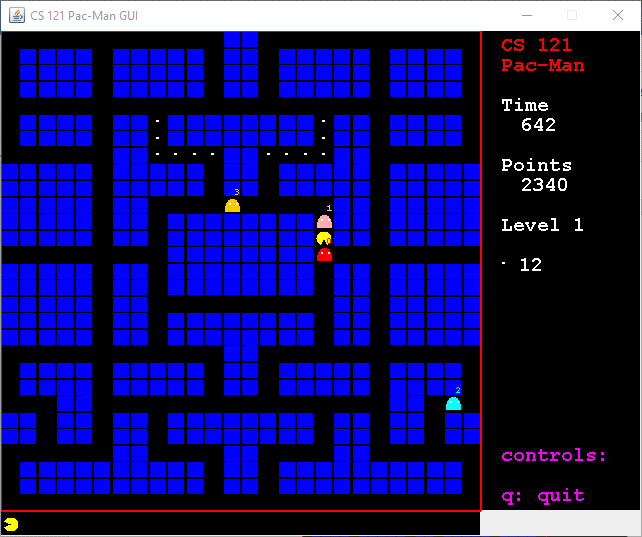 CS 121 Pac-Man GUI
CS 121
Pac-Man
Time
642
Points
2340
Level 1
12
3
1
2
controls:
q: quit